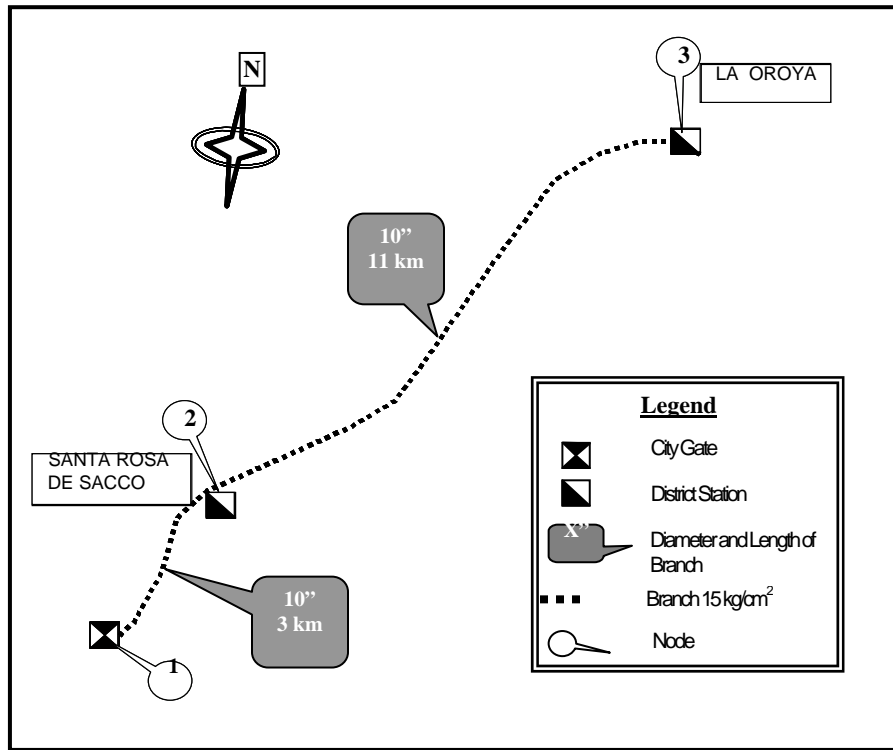 N
3
LA OROYA
10”
11 km
2
SANTA ROSA
DE SACCO
10”
3 km
1
Legend
City Gate
District Station
X”
Diameter and Length of
Branch
Branch 15 kg/cm²
Node